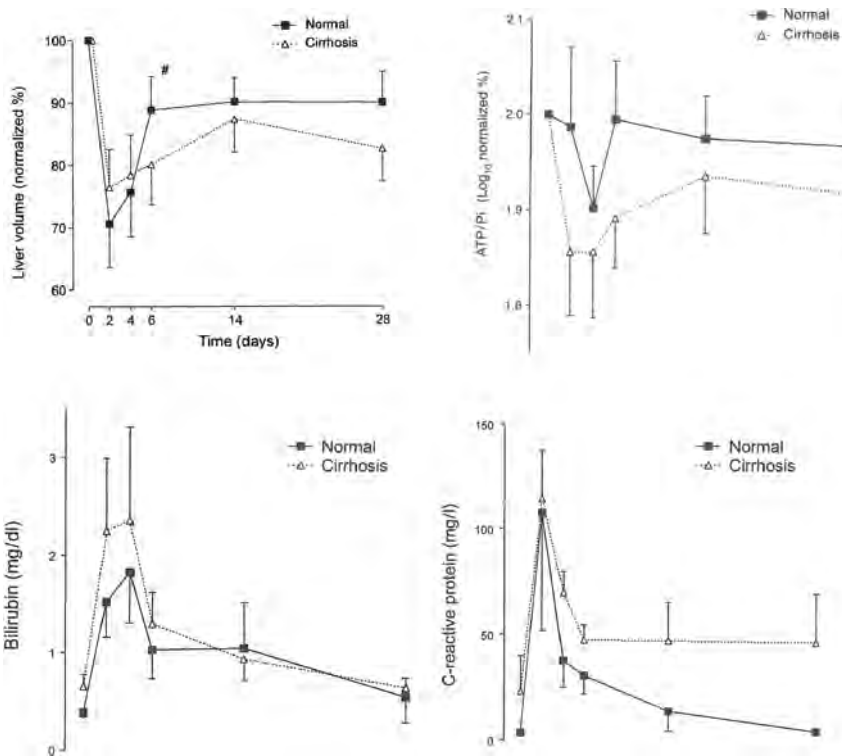 Normal
Cirrhosis
#
100
90
80
70
60
Liver volume (normalized %)
0 2 4 6 14 28
Time (days)
Normal
Cirrhosis
2.1
2.0
1.9
1.8
ATP/Pi (Log10 normalized %)
Normal
Cirrhosis
3
2
1
0
Bilirubin (mg/dl)
Normal
Cirrhosis
150
100
50
0
C-reactive protein (mg/l)